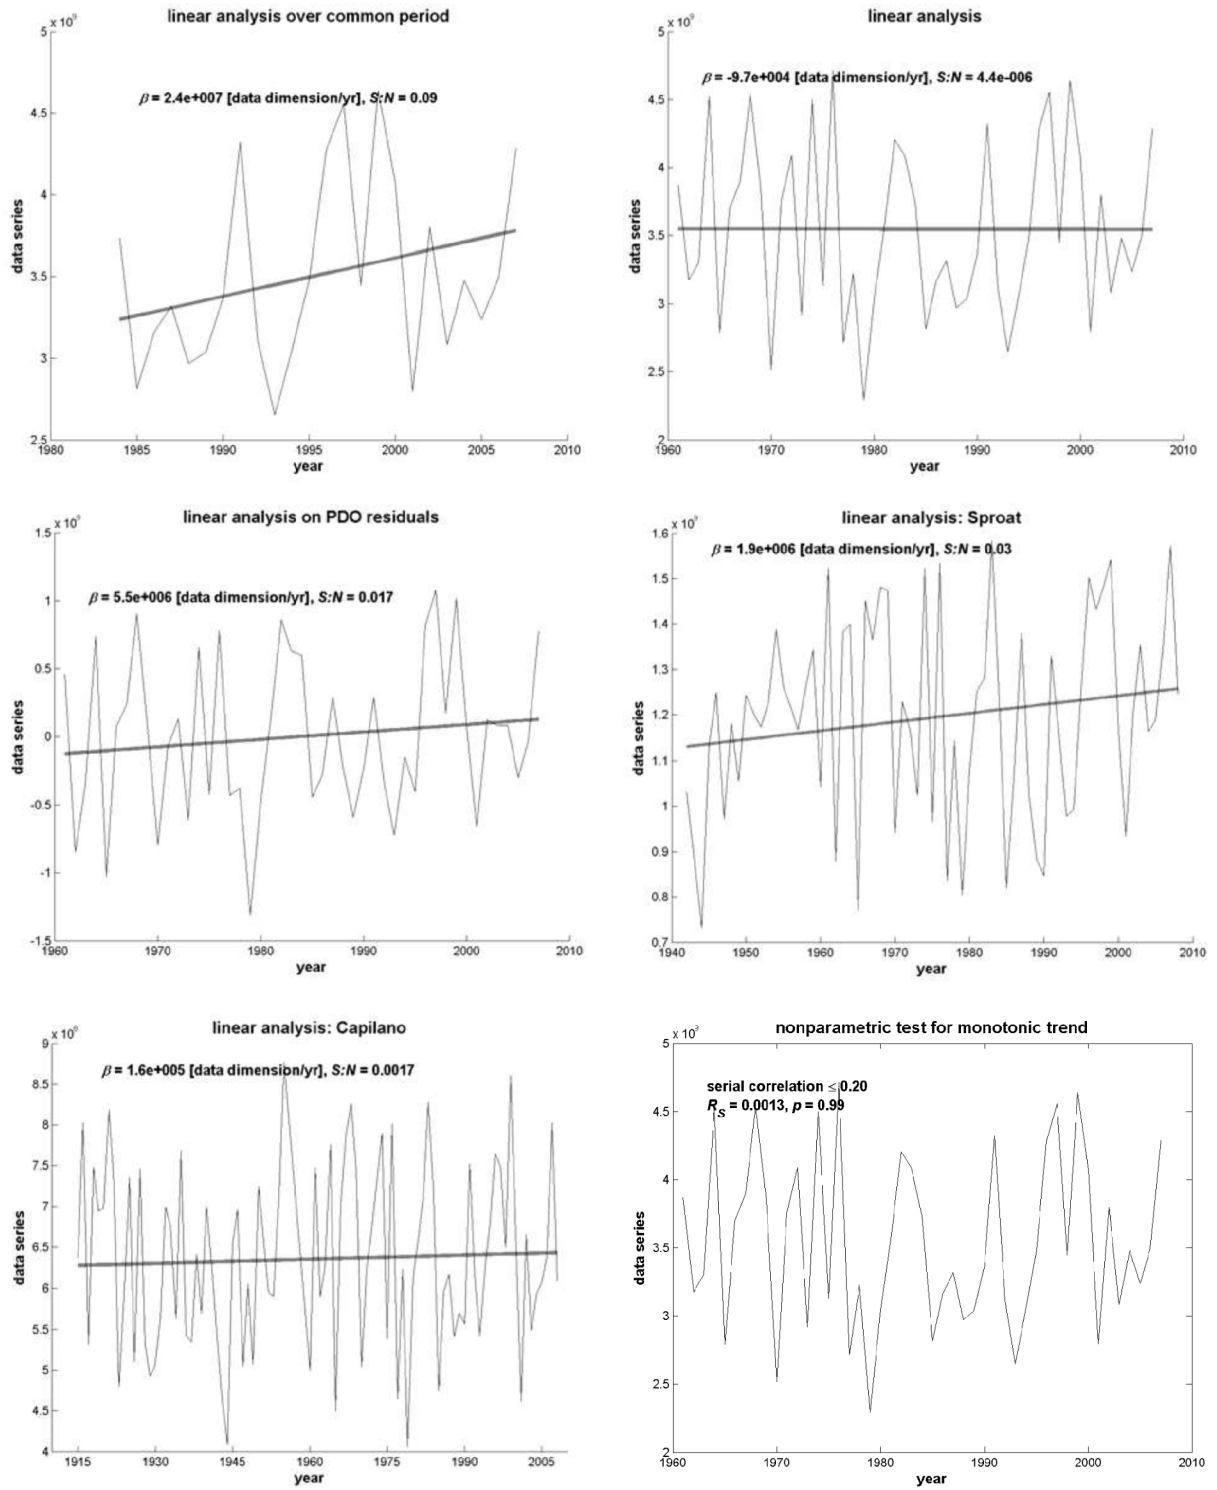 linear analysis over common period
x 10⁹
β = 2.4e+007 [data dimension/yr], S:N = 0.09
5
4.5
4
3.5
3
2.5
data series
1980 1985 1990 1995 2000 2005 2010
year
linear analysis
x 10⁹
β = -9.7e+004 [data dimension/yr], S:N = 4.4e-006
5
4.5
4
3.5
3
2.5
2
data series
1960 1970 1980 1990 2000 2010
year
linear analysis on PDO residuals
x 10⁹
β = 5.5e+006 [data dimension/yr], S:N = 0.017
1.5
1
0.5
0
-0.5
-1
-1.5
data series
1960 1970 1980 1990 2000 2010
year
linear analysis: Sproat
x 10⁹
β = 1.9e+006 [data dimension/yr], S:N = 0.03
1.6
1.5
1.4
1.3
1.2
1.1
1
0.9
0.8
0.7
data series
1940 1950 1960 1970 1980 1990 2000 2010
year
linear analysis: Capilano
x 10
β = 1.6e+005 [data dimension/yr], S:N = 0.0017
9
8.5
8
7.5
7
6.5
6
5.5
5
4.5
4
data series
1915 1930 1945 1960 1975 1990 2005
year
nonparametric test for monotonic trend
x 10
serial correlation ≤ 0.20
R_S = 0.0013, p = 0.99
5
4.5
4
3.5
3
2.5
2
data series
1960 1970 1980 1990 2000 2010
year